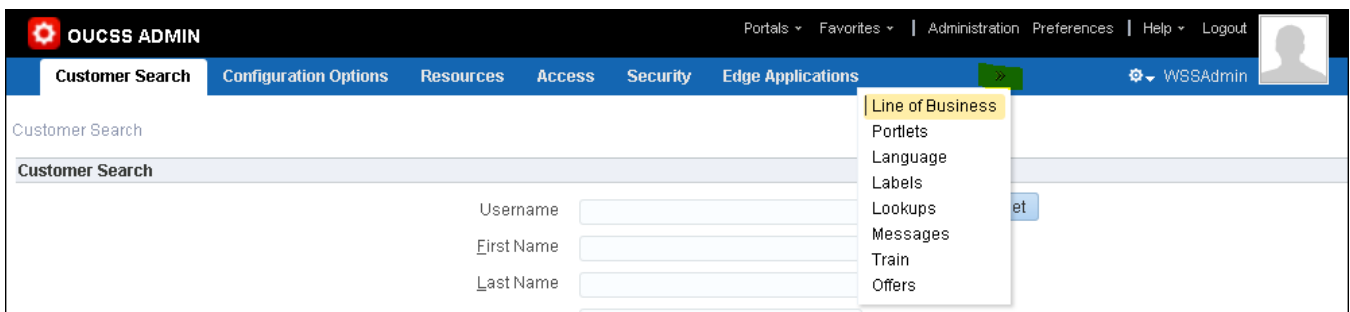 OUCSS ADMIN
Portals Favorites | Administration Preferences | Help Logout
Customer Search Configuration Options Resources Access Security Edge Applications » WSSAdmin
Line of Business
Customer Search
Portlets
Language
Customer Search
Labels
Username
Lookups
et
Messages
First Name
Train
Last Name
Offers